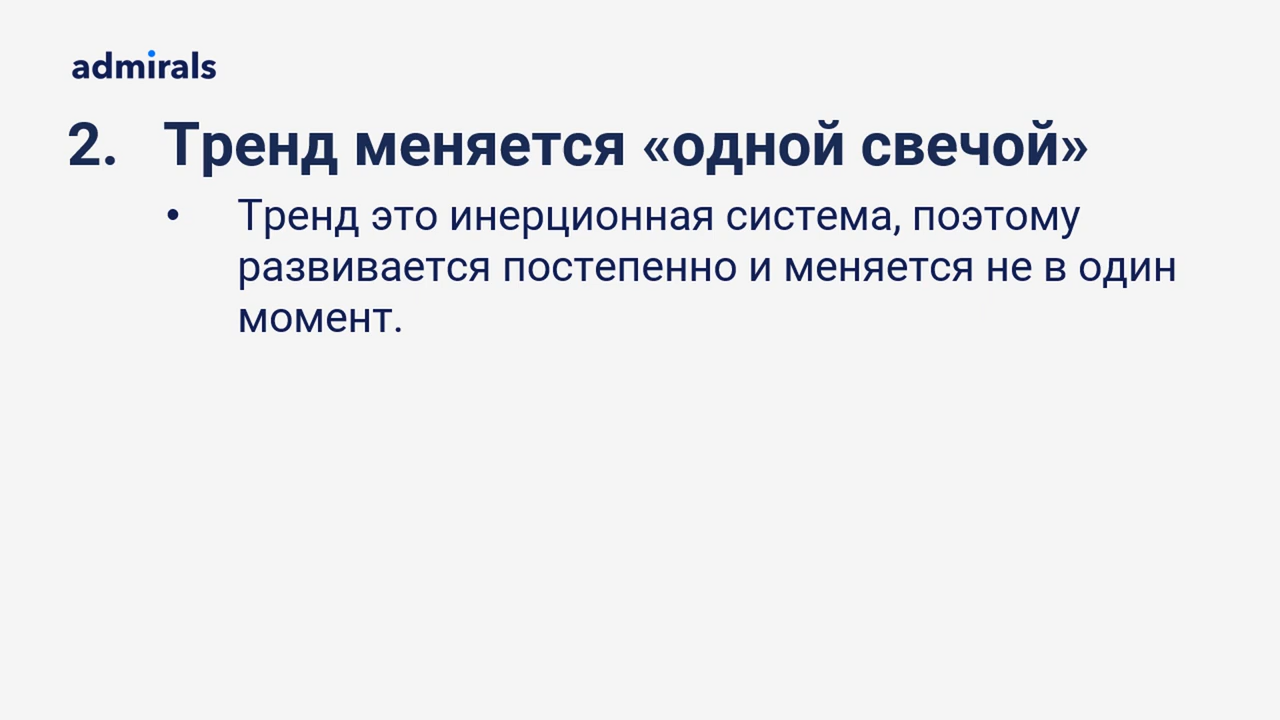 admirals
2. Тренд меняется «одной свечой»
• Тренд это инерционная система, поэтому
развивается постепенно и меняется не в один
момент.